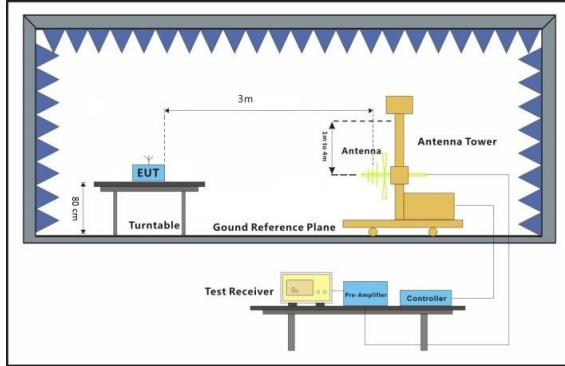 3m
1m to 4m
Antenna
Antenna Tower
EUT
80 cm
Turntable
Gound Reference Plane
Test Receiver
Pre-Amplifier
Controller